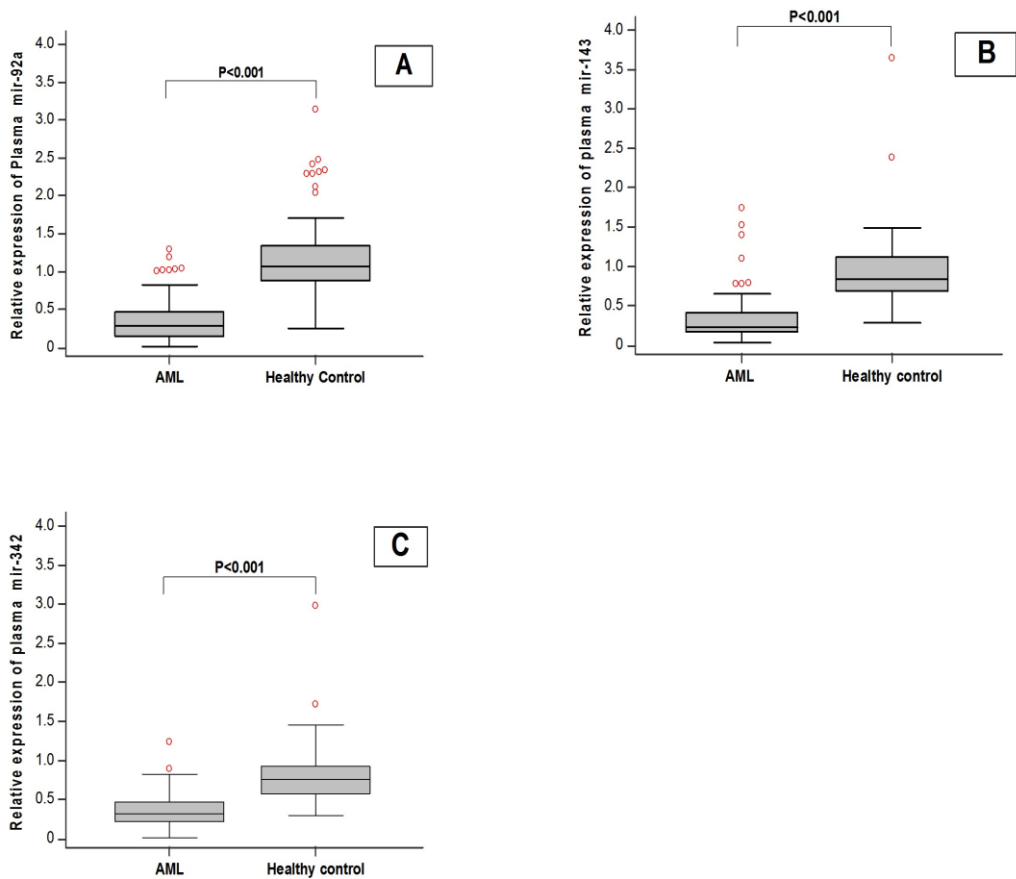 Relative expression of Plasma mir-92a
4.0
3.5
3.0
2.5
2.0
1.5
1.0
0.5
0
P<0.001
A
AML
Healthy Control
Relative expression of plasma mir-143
4.0
3.5
3.0
2.5
2.0
1.5
1.0
0.5
0
P<0.001
B
AML
Healthy control
Relative expression of plasma mir-342
4.0
3.5
3.0
2.5
2.0
1.5
1.0
0.5
0
P<0.001
C
AML
Healthy control